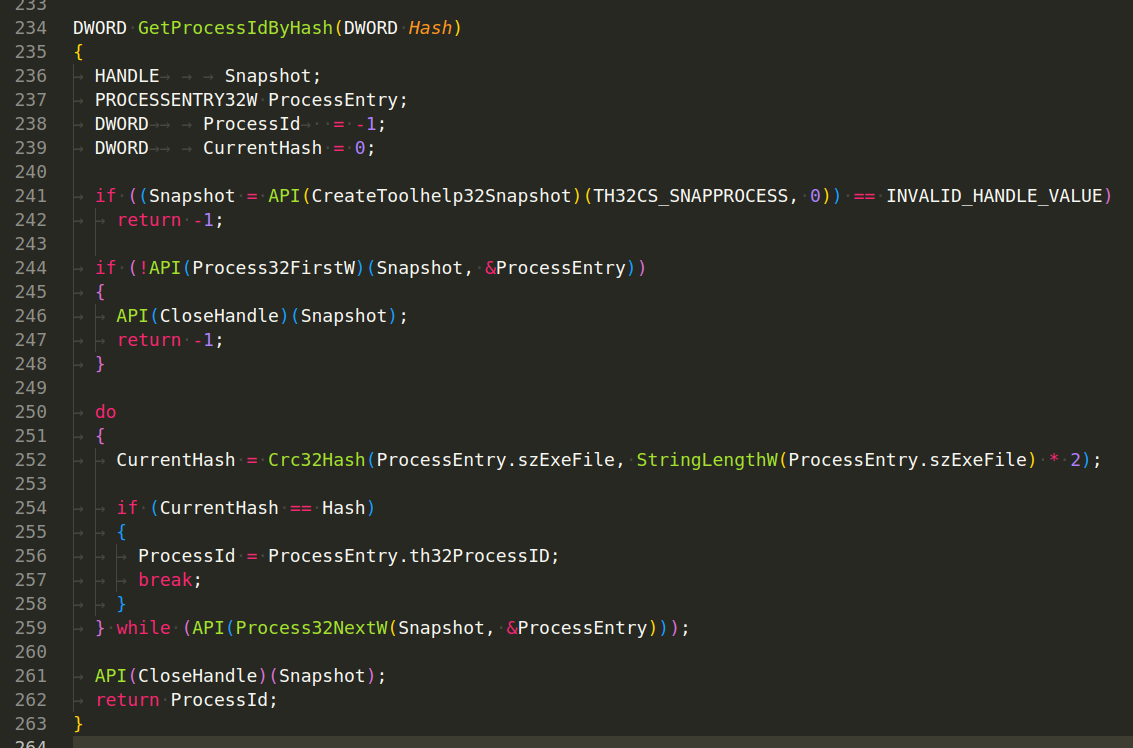 233
234 DWORD GetProcessIdByHash(DWORD Hash)
235 {
236 HANDLE Snapshot;
237 PROCESSENTRY32W ProcessEntry;
238 DWORD ProcessId = -1;
239 DWORD CurrentHash = 0;
240
241 if ((Snapshot = API(CreateToolhelp32Snapshot)(TH32CS_SNAPPROCESS, 0)) == INVALID_HANDLE_VALUE)
242 return -1;
243
244 if (!API(Process32FirstW)(Snapshot, &ProcessEntry))
245 {
246 API(CloseHandle)(Snapshot);
247 return -1;
248 }
249
250 do
251 {
252 CurrentHash = Crc32Hash(ProcessEntry.szExeFile, StringLengthW(ProcessEntry.szExeFile) * 2);
253
254 if (CurrentHash == Hash)
255 {
256 ProcessId = ProcessEntry.th32ProcessID;
257 break;
258 }
259 } while (API(Process32NextW(Snapshot, &ProcessEntry)));
260
261 API(CloseHandle)(Snapshot);
262 return ProcessId;
263 }
264